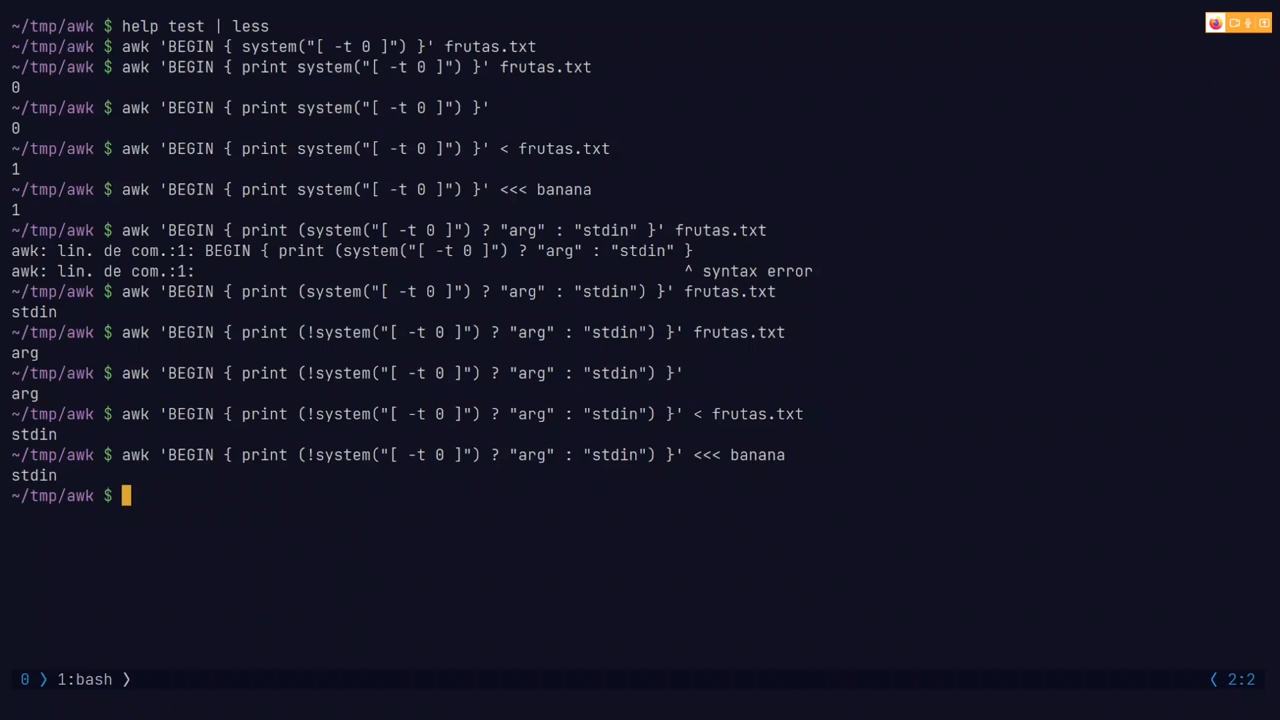 ~/tmp/awk $ help test | less
~/tmp/awk $ awk 'BEGIN { system("[ -t 0 ]") }' frutas.txt
~/tmp/awk $ awk 'BEGIN { print system("[ -t 0 ]") }' frutas.txt
0
~/tmp/awk $ awk 'BEGIN { print system("[ -t 0 ]") }'
0
~/tmp/awk $ awk 'BEGIN { print system("[ -t 0 ]") }' < frutas.txt
1
~/tmp/awk $ awk 'BEGIN { print system("[ -t 0 ]") }' <<< banana
1
~/tmp/awk $ awk 'BEGIN { print (system("[ -t 0 ]") ? "arg" : "stdin" }' frutas.txt
awk: lin. de com.:1: BEGIN { print (system("[ -t 0 ]") ? "arg" : "stdin" }
awk: lin. de com.:1:                                                      ^ syntax error
~/tmp/awk $ awk 'BEGIN { print (system("[ -t 0 ]") ? "arg" : "stdin") }' frutas.txt
stdin
~/tmp/awk $ awk 'BEGIN { print (!system("[ -t 0 ]") ? "arg" : "stdin") }' frutas.txt
arg
~/tmp/awk $ awk 'BEGIN { print (!system("[ -t 0 ]") ? "arg" : "stdin") }'
arg
~/tmp/awk $ awk 'BEGIN { print (!system("[ -t 0 ]") ? "arg" : "stdin") }' < frutas.txt
stdin
~/tmp/awk $ awk 'BEGIN { print (!system("[ -t 0 ]") ? "arg" : "stdin") }' <<< banana
stdin
~/tmp/awk $
0 ❭ 1:bash ❭
❬ 2:2